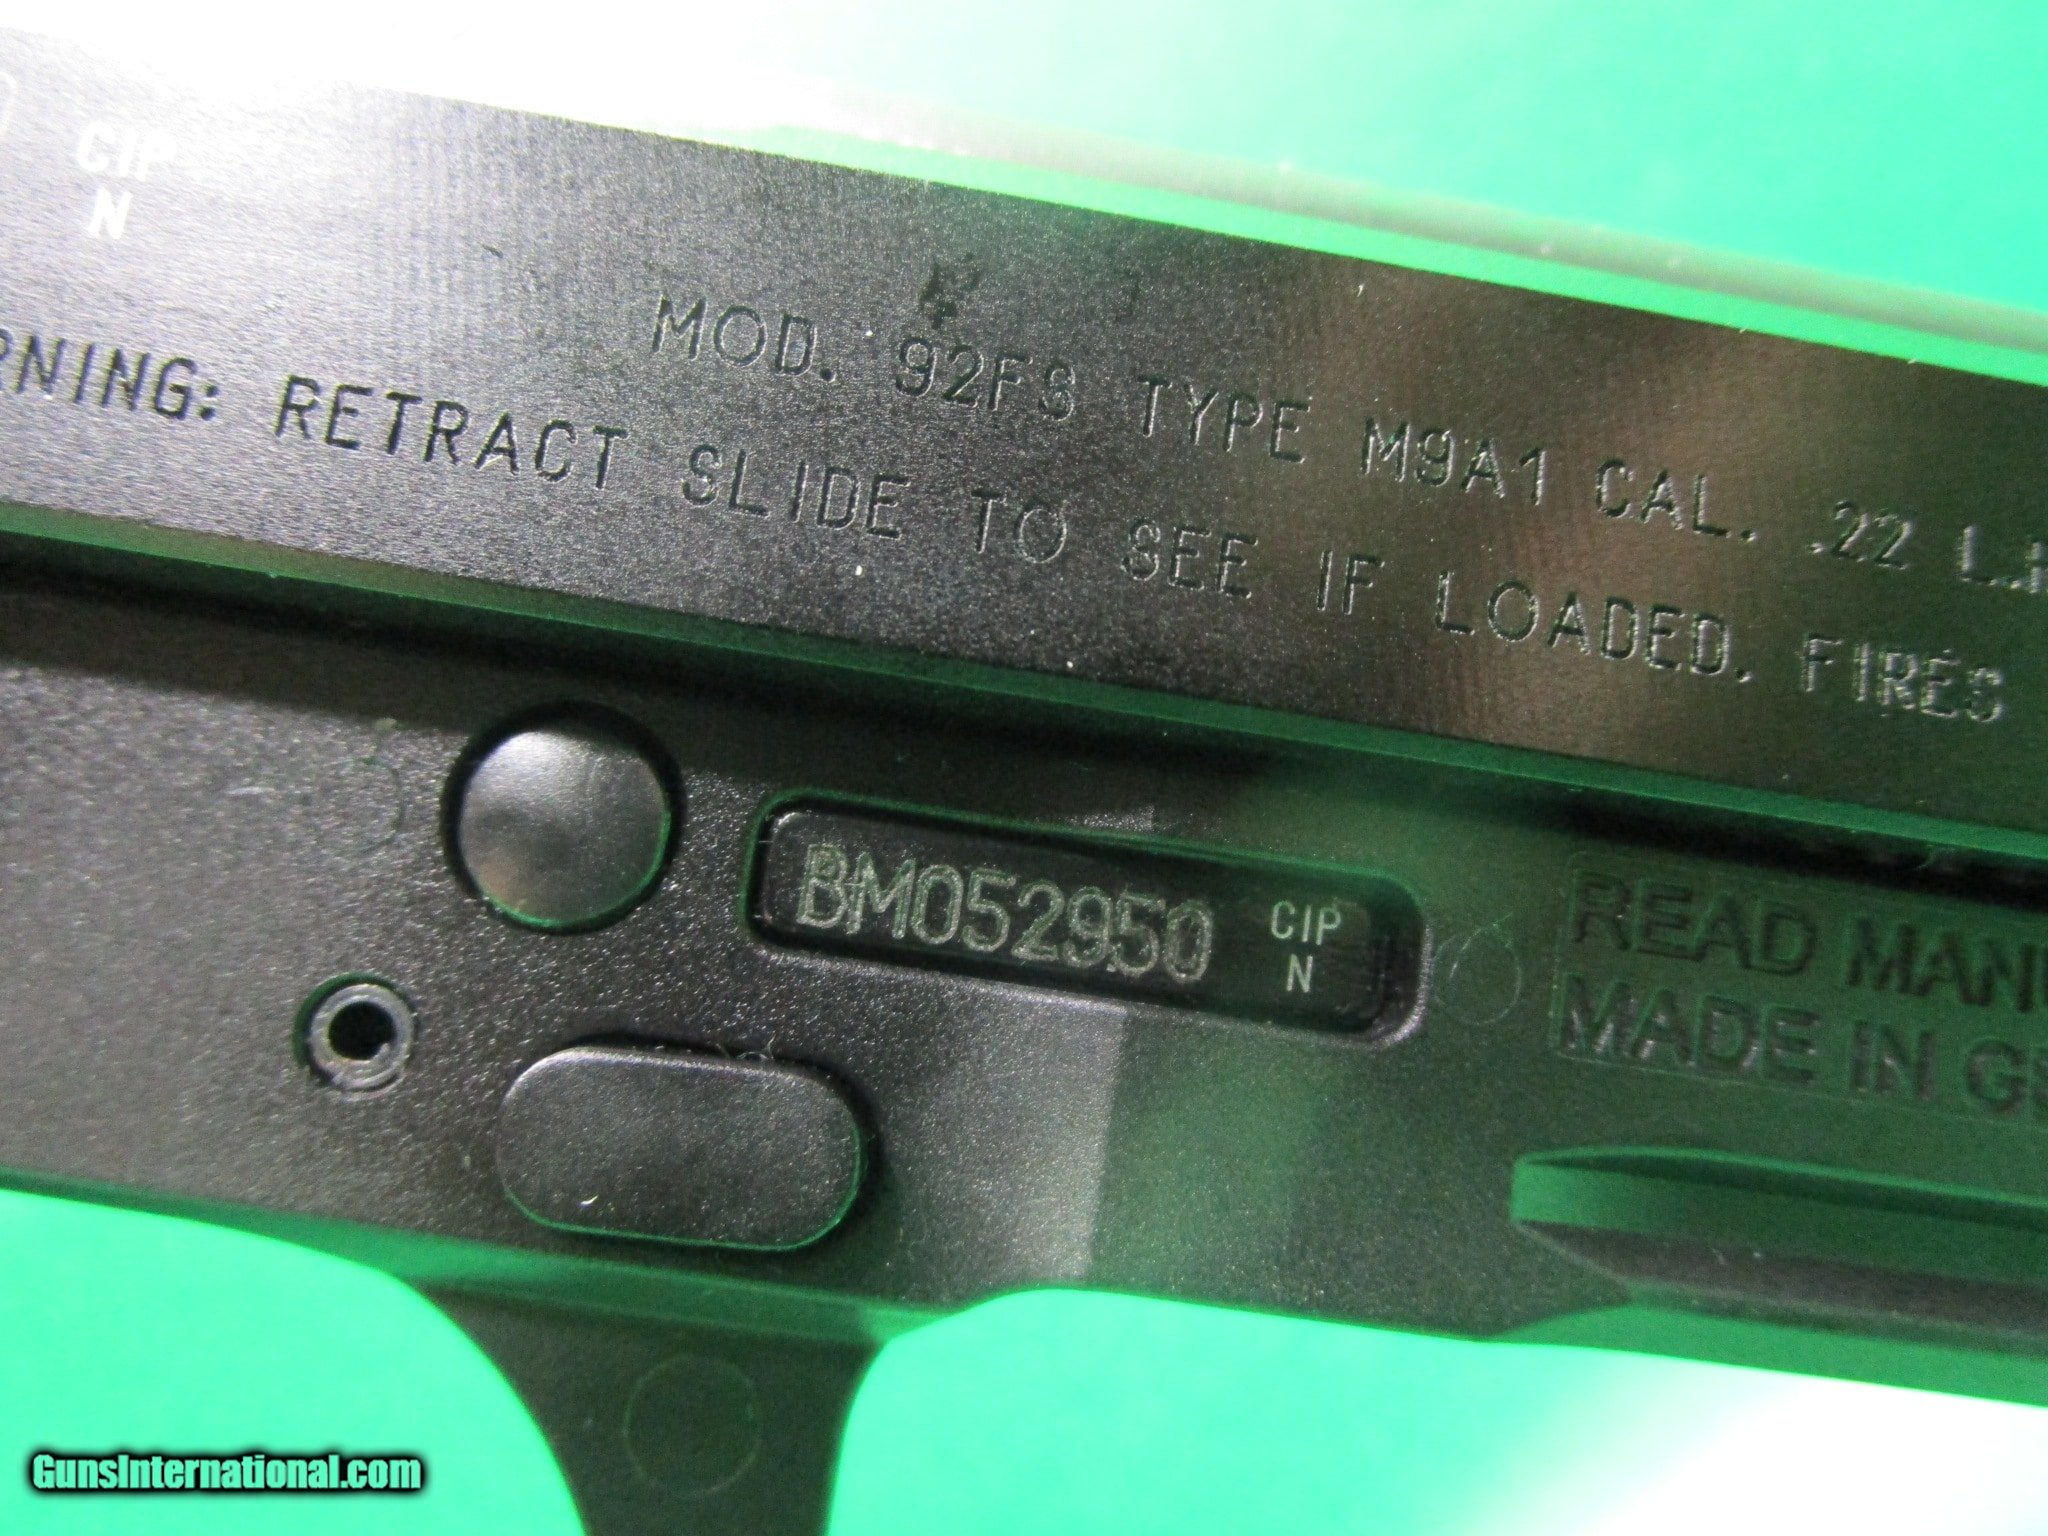 CIP
N
MOD. 92FS TYPE M9A1 CAL. .22
RNING: RETRACT SLIDE TO SEE IF LOADED. FIRES
BM052950
CIP
N
READ MANU
MADE IN
GunsInternational.com